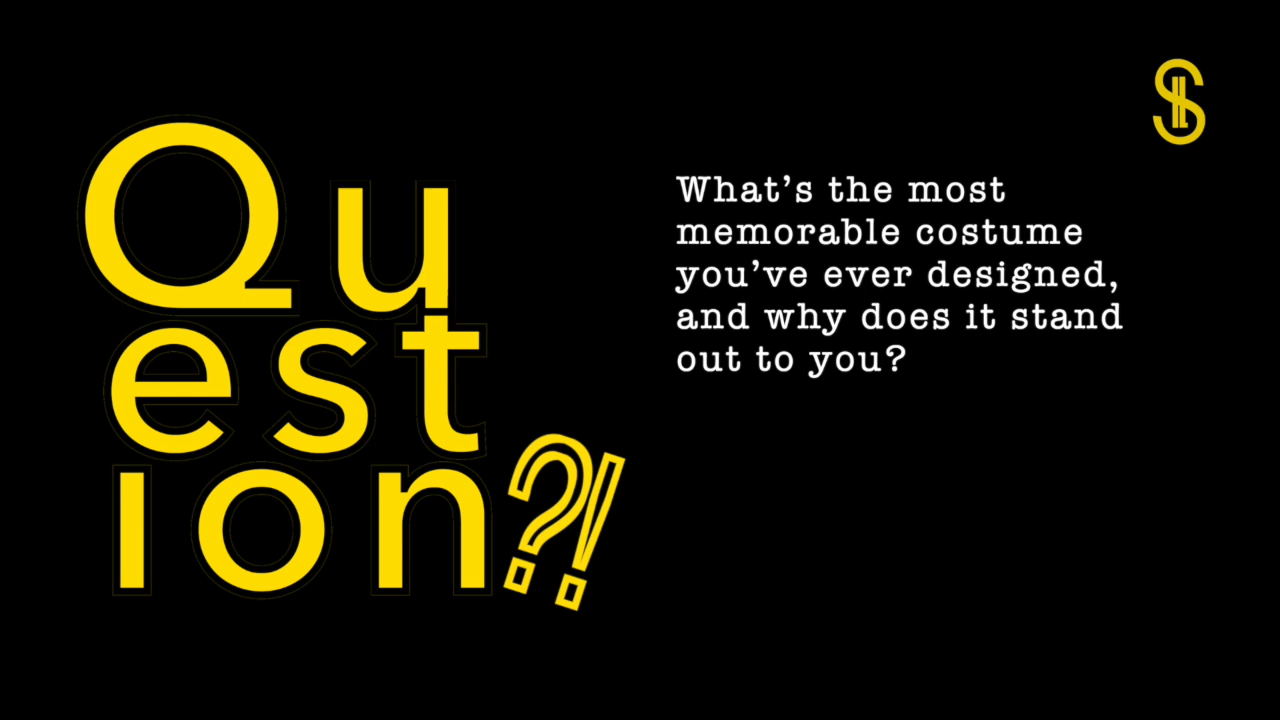 Qu
est
ion?!
What's the most
memorable costume
you've ever designed,
and why does it stand
out to you?